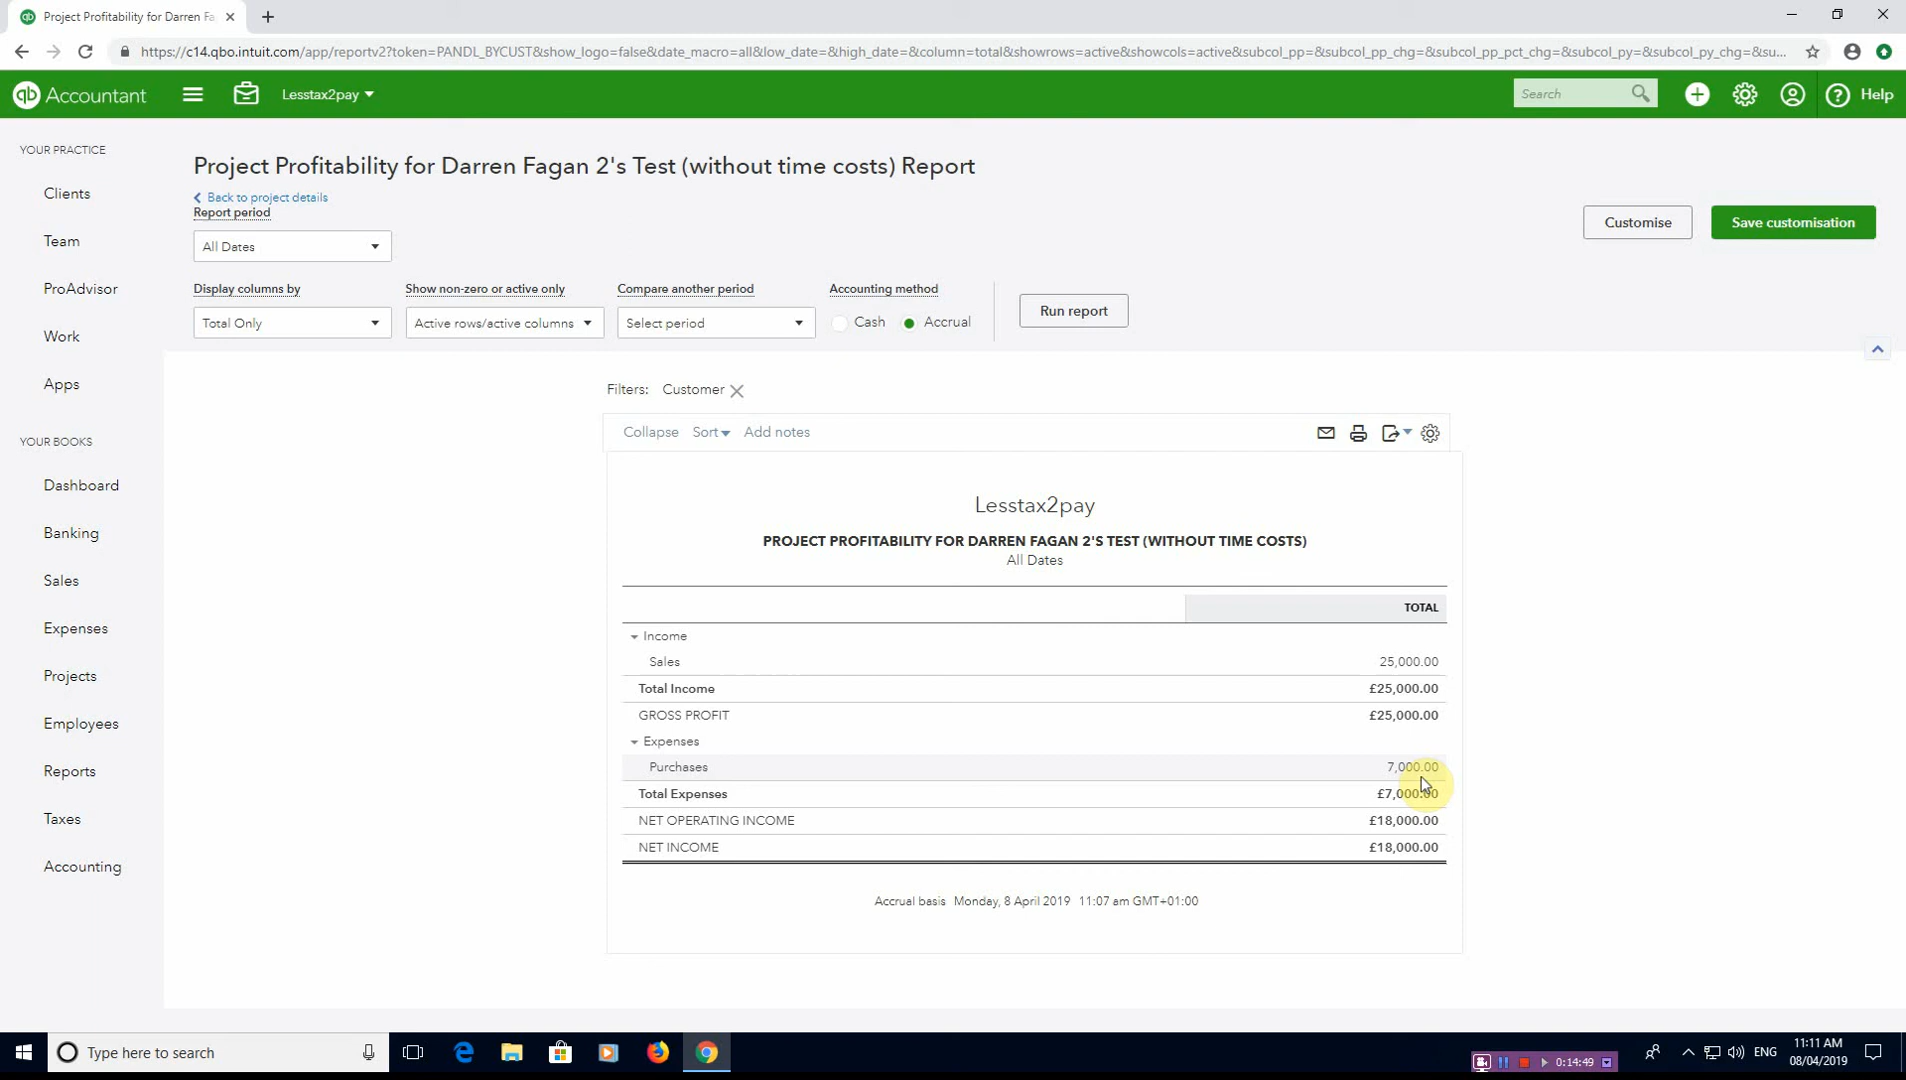 Project Profitability for Darren Fa
https://c14.qbo.intuit.com/app/reportv2?token=PANDL_BYCUST&show_logo=false&date_macro=all&low_date=&high_date=&column=total&showrows=active&showcols=active&subcol_pp=&subcol_pp_chg=&subcol_pp_pct_chg=&subcol_py=&subcol_py_chg=&su...
qb Accountant
Lesstax2pay
Search
Help
YOUR PRACTICE
Clients
Team
ProAdvisor
Work
Apps
YOUR BOOKS
Dashboard
Banking
Sales
Expenses
Projects
Employees
Reports
Taxes
Accounting
Project Profitability for Darren Fagan 2's Test (without time costs) Report
Back to project details
Report period
All Dates
Customise
Save customisation
Display columns by
Show non-zero or active only
Compare another period
Accounting method
Total Only
Active rows/active columns
Select period
Cash
Accrual
Run report
Filters: Customer
Collapse Sort Add notes
Lesstax2pay
PROJECT PROFITABILITY FOR DARREN FAGAN 2'S TEST (WITHOUT TIME COSTS)
All Dates
TOTAL
Income
Sales 25,000.00
Total Income £25,000.00
GROSS PROFIT £25,000.00
Expenses
Purchases 7,000.00
Total Expenses £7,000.00
NET OPERATING INCOME £18,000.00
NET INCOME £18,000.00
Accrual basis Monday, 8 April 2019 11:07 am GMT+01:00
Type here to search
0:14:49
ENG
11:11 AM
08/04/2019